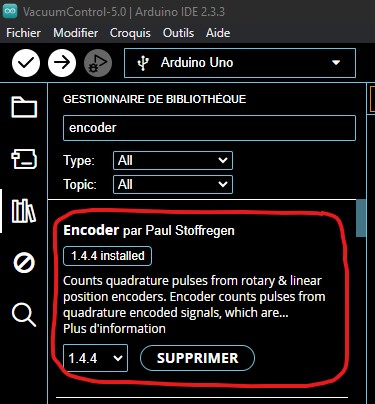 VacuumControl-5.0 | Arduino IDE 2.3.3
Fichier Modifier Croquis Outils Aide
Arduino Uno
GESTIONNAIRE DE BIBLIOTHÈQUE
encoder
Type: All
Topic: All
Encoder par Paul Stoffregen
1.4.4 installed
Counts quadrature pulses from rotary & linear
position encoders. Encoder counts pulses from
quadrature encoded signals, which are...
Plus d'information
1.4.4 SUPPRIMER